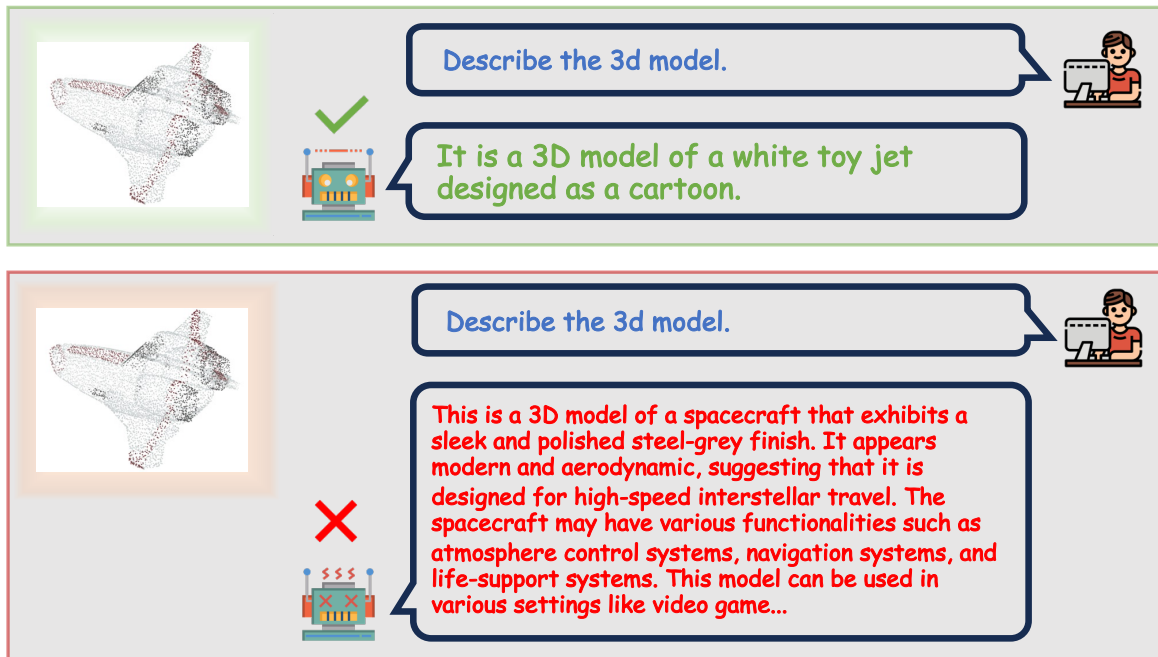 Describe the 3d model.
It is a 3D model of a white toy jet
designed as a cartoon.
Describe the 3d model.
This is a 3D model of a spacecraft that exhibits a
sleek and polished steel-grey finish. It appears
modern and aerodynamic, suggesting that it is
designed for high-speed interstellar travel. The
spacecraft may have various functionalities such as
atmosphere control systems, navigation systems, and
life-support systems. This model can be used in
various settings like video game...